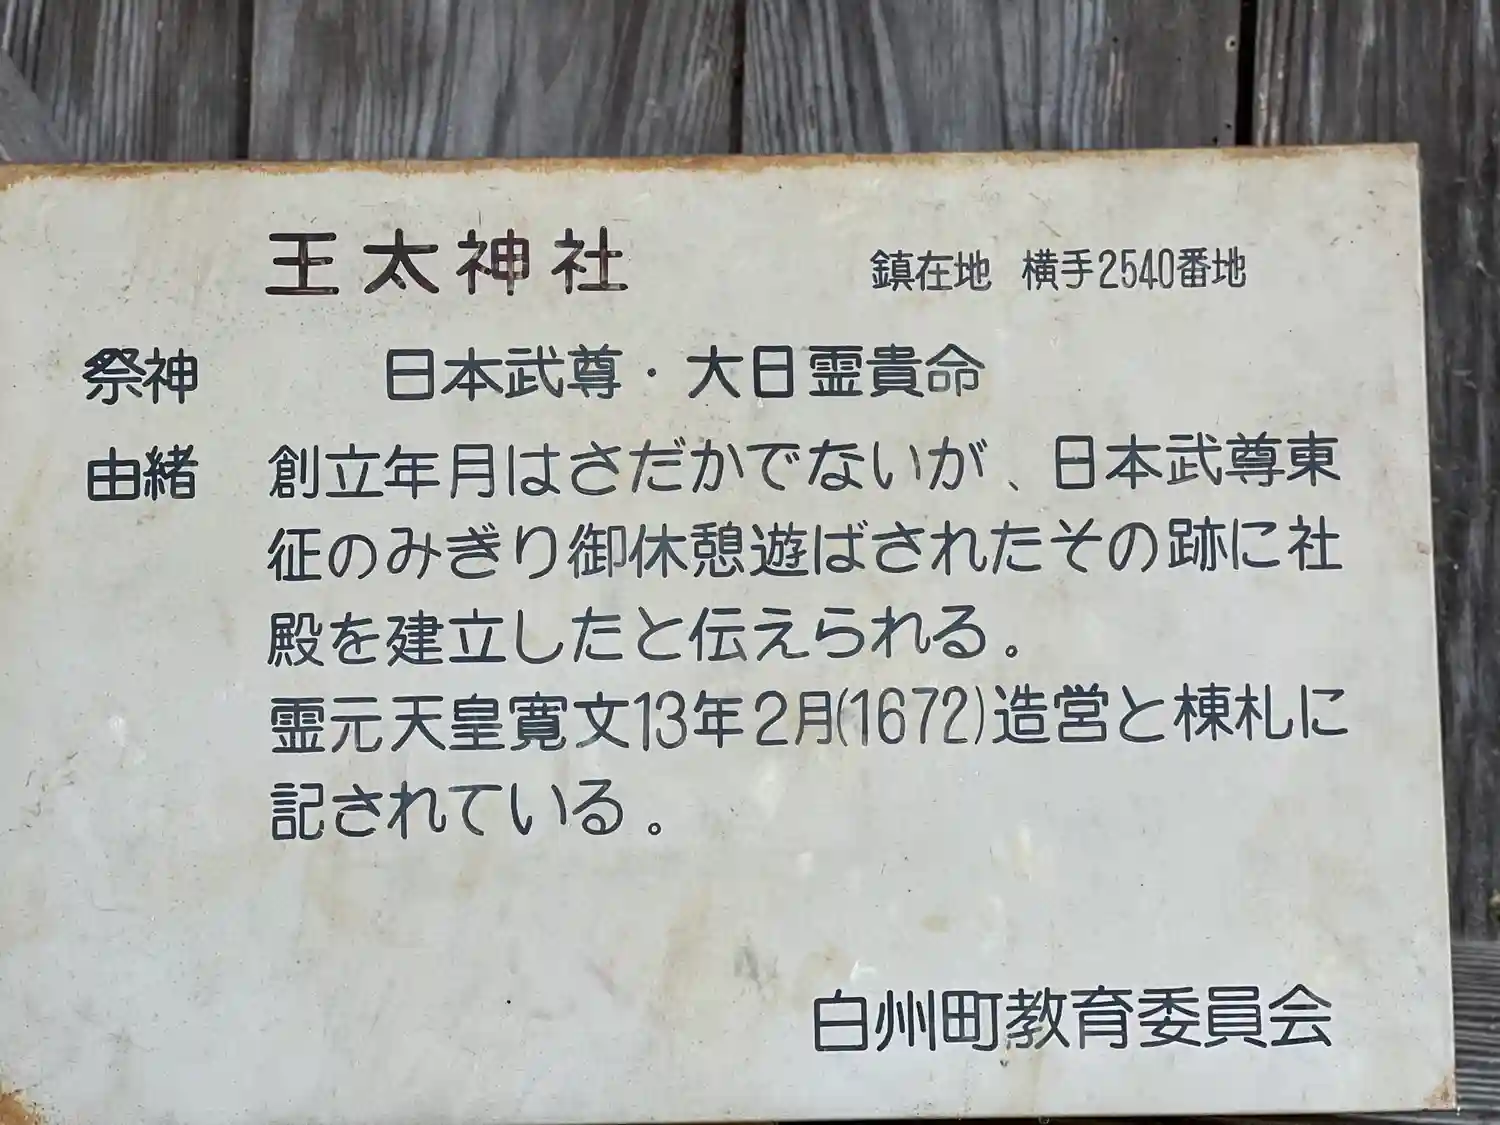 王太神社　鎮在地　横手2540番地
祭神　日本武尊・大日霊貴命
由緒　創立年月はさだかでないが、日本武尊東
征のみぎり御休憩遊ばされたその跡に社
殿を建立したと伝えられる。
霊元天皇寛文13年2月(1672)造営と棟札に
記されている。
白州町教育委員会